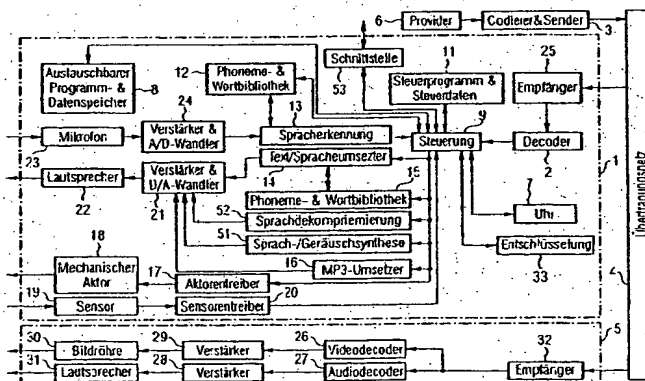 6 Provider Codierer&Sender 3
Austauschbarer Programm- & Datenspeicher 8
12 Phoneme- & Wortbibliothek
Schnittstelle 53
11 Steuerprogramm & Steuerdaten
25 Empfänger
24
23 Mikrofon Verstärker & A/D-Wandler
13 Spracherkennung
9 Steuerung
Decoder 2
1
Lautsprecher 22
Verstärker & D/A-Wandler 21
Text/Spracheumsezter 14
Phoneme- & Wortbibliothek 15
52 Sprachdekomprimierung
51 Sprach-/Geräuschsynthese
16 MP3-Umsetzer
7 Uhr
Entschlüsselung 33
18 Mechanischer Aktor
17 Aktorentreiber
19 Sensor Sensorentreiber 20
Übertragungsnetz
4
5
30 Bildröhre 29 Verstärker 26 Videodecoder
31 Lautsprecher 28 Verstärker 27 Audiodecoder
32 Empfänger